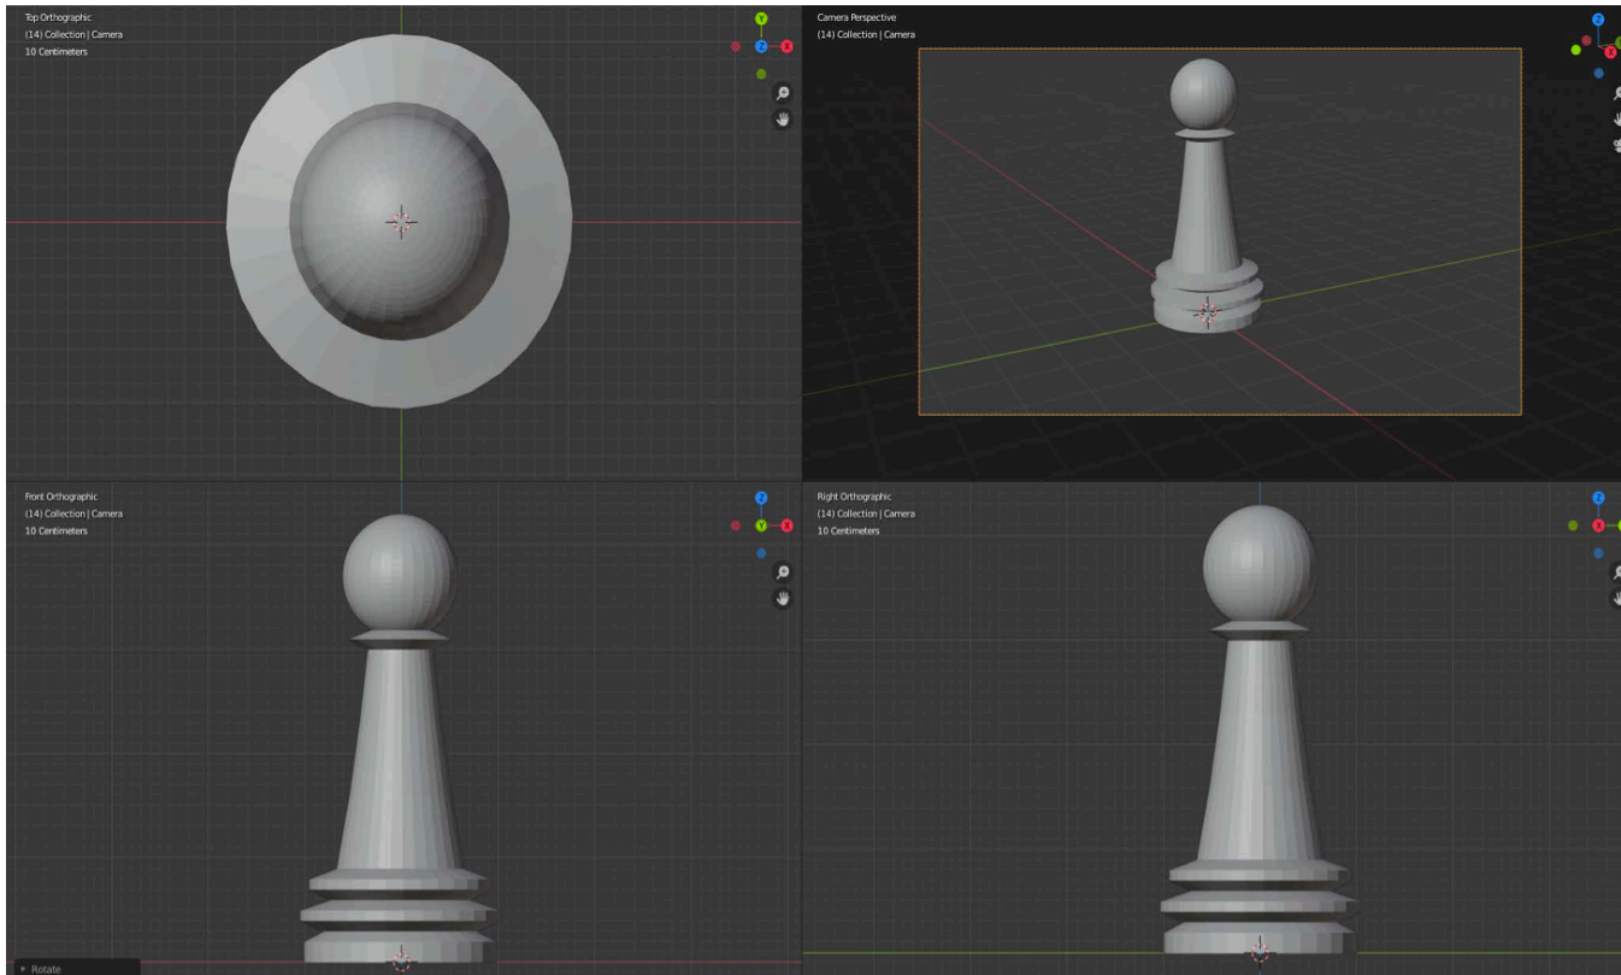 Top Orthographic
(14) Collection | Camera
10 Centimeters
Y
Z
X
Camera Perspective
(14) Collection | Camera
Z
X
Front Orthographic
(14) Collection | Camera
10 Centimeters
Z
Y
X
Rotate
Right Orthographic
(14) Collection | Camera
10 Centimeters
Z
X